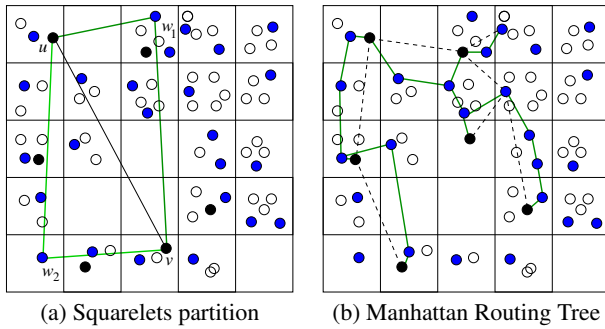 u
w1
v
w2
(a) Squarelets partition
(b) Manhattan Routing Tree